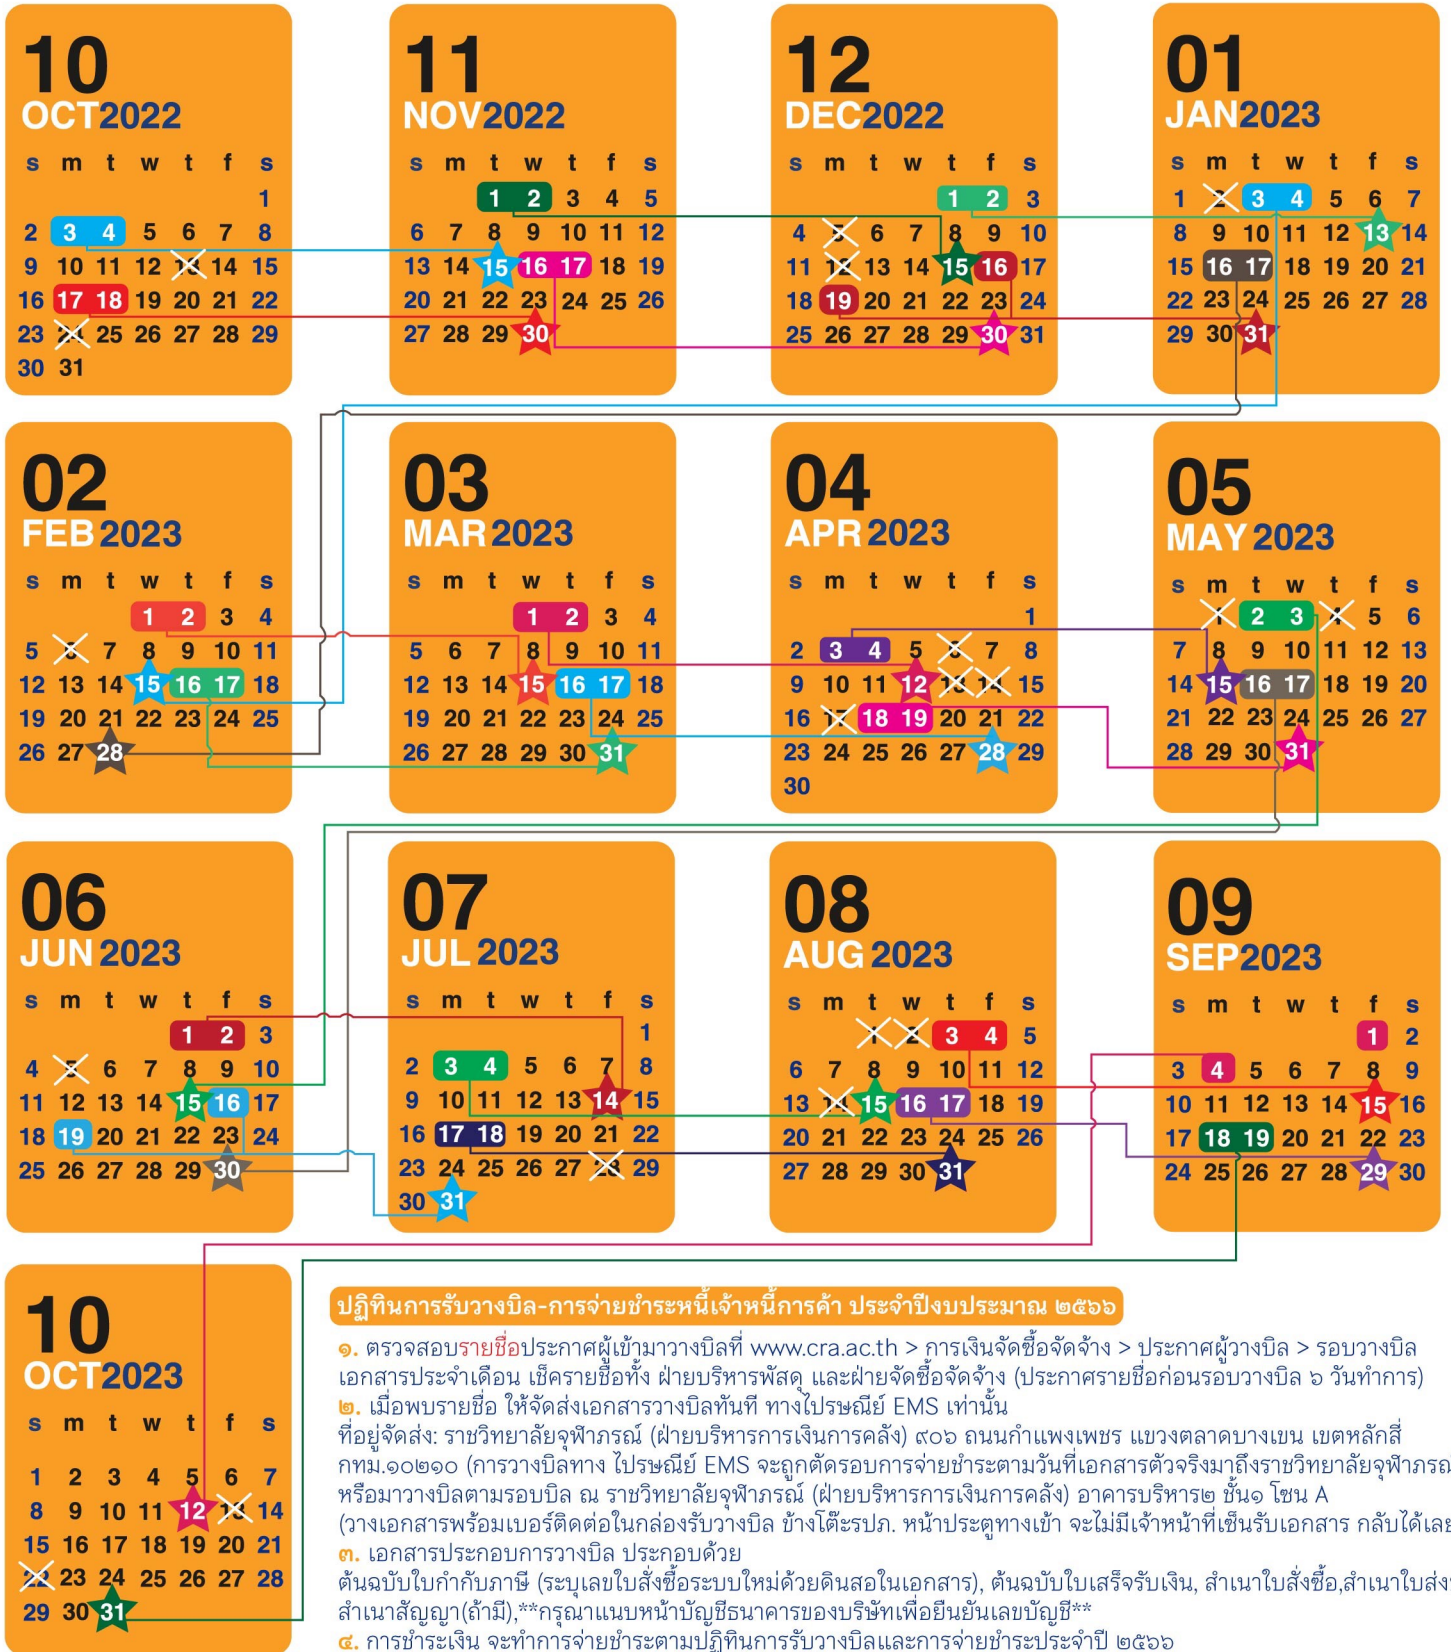 10
OCT2022
s m t w t f s
1
2 3 4 5 6 7 8
9 10 11 12 13 14 15
16 17 18 19 20 21 22
23 24 25 26 27 28 29
30 31
11
NOV2022
s m t w t f s
1 2 3 4 5
6 7 8 9 10 11 12
13 14 15 16 17 18 19
20 21 22 23 24 25 26
27 28 29 30
12
DEC2022
s m t w t f s
1 2 3
4 5 6 7 8 9 10
11 12 13 14 15 16 17
18 19 20 21 22 23 24
25 26 27 28 29 30 31
01
JAN2023
s m t w t f s
1 2 3 4 5 6 7
8 9 10 11 12 13 14
15 16 17 18 19 20 21
22 23 24 25 26 27 28
29 30 31
02
FEB 2023
s m t w t f s
1 2 3 4
5 6 7 8 9 10 11
12 13 14 15 16 17 18
19 20 21 22 23 24 25
26 27 28
03
MAR 2023
s m t w t f s
1 2 3 4
5 6 7 8 9 10 11
12 13 14 15 16 17 18
19 20 21 22 23 24 25
26 27 28 29 30 31
04
APR 2023
s m t w t f s
1
2 3 4 5 6 7 8
9 10 11 12 13 14 15
16 17 18 19 20 21 22
23 24 25 26 27 28 29
30
05
MAY 2023
s m t w t f s
1 2 3 4 5 6
7 8 9 10 11 12 13
14 15 16 17 18 19 20
21 22 23 24 25 26 27
28 29 30 31
06
JUN 2023
s m t w t f s
1 2 3
4 5 6 7 8 9 10
11 12 13 14 15 16 17
18 19 20 21 22 23 24
25 26 27 28 29 30
07
JUL 2023
s m t w t f s
1
2 3 4 5 6 7 8
9 10 11 12 13 14 15
16 17 18 19 20 21 22
23 24 25 26 27 28 29
30 31
08
AUG 2023
s m t w t f s
1 2 3 4 5
6 7 8 9 10 11 12
13 14 15 16 17 18 19
20 21 22 23 24 25 26
27 28 29 30 31
09
SEP2023
s m t w t f s
1 2
3 4 5 6 7 8 9
10 11 12 13 14 15 16
17 18 19 20 21 22 23
24 25 26 27 28 29 30
10
OCT2023
s m t w t f s
1 2 3 4 5 6 7
8 9 10 11 12 13 14
15 16 17 18 19 20 21
22 23 24 25 26 27 28
29 30 31
ปฏิทินการรับวางบิล-การจ่ายชำระหนี้เจ้าหนี้การค้า ประจำปีงบประมาณ ๒๕๖๖
๑. ตรวจสอบรายชื่อประกาศผู้เข้ามาวางบิลที่ www.cra.ac.th > การเงินจัดซื้อจัดจ้าง > ประกาศผู้วางบิล > รอบวางบิล
เอกสารประจำเดือน เช็ครายชื่อทั้ง ฝ่ายบริหารพัสดุ และฝ่ายจัดซื้อจัดจ้าง (ประกาศรายชื่อก่อนรอบวางบิล ๖ วันทำการ)
๒. เมื่อพบรายชื่อ ให้จัดส่งเอกสารวางบิลทันที ทางไปรษณีย์ EMS เท่านั้น
ที่อยู่จัดส่ง: ราชวิทยาลัยจุฬาภรณ์ (ฝ่ายบริหารการเงินการคลัง) ๙๐๖ ถนนกำแพงเพชร แขวงตลาดบางเขน เขตหลักสี่
กทม.๑๐๒๑๐ (การวางบิลทาง ไปรษณีย์ EMS จะถูกตัดรอบการจ่ายชำระตามวันที่เอกสารตัวจริงมาถึงราชวิทยาลัยจุฬาภรณ
หรือมาวางบิลตามรอบบิล ณ ราชวิทยาลัยจุฬาภรณ์ (ฝ่ายบริหารการเงินการคลัง) อาคารบริหาร๒ ชั้น๑ โซน A
(วางเอกสารพร้อมเบอร์ติดต่อในกล่องรับวางบิล ข้างโต๊ะรปภ. หน้าประตูทางเข้า จะไม่มีเจ้าหน้าที่เซ็นรับเอกสาร กลับได้เลย
๓. เอกสารประกอบการวางบิล ประกอบด้วย
ต้นฉบับใบกำกับภาษี (ระบุเลขใบสั่งซื้อระบบใหม่ด้วยดินสอในเอกสาร), ต้นฉบับใบเสร็จรับเงิน, สำเนาใบสั่งซื้อ,สำเนาใบส่ง
สำเนาสัญญา(ถ้ามี),**กรุณาแนบหน้าบัญชีธนาคารของบริษัทเพื่อยืนยันเลขบัญชี**
๔. การชำระเงิน จะทำการจ่ายชำระตามปฏิทินการรับวางบิลและการจ่ายชำระประจำปี ๒๕๖๖